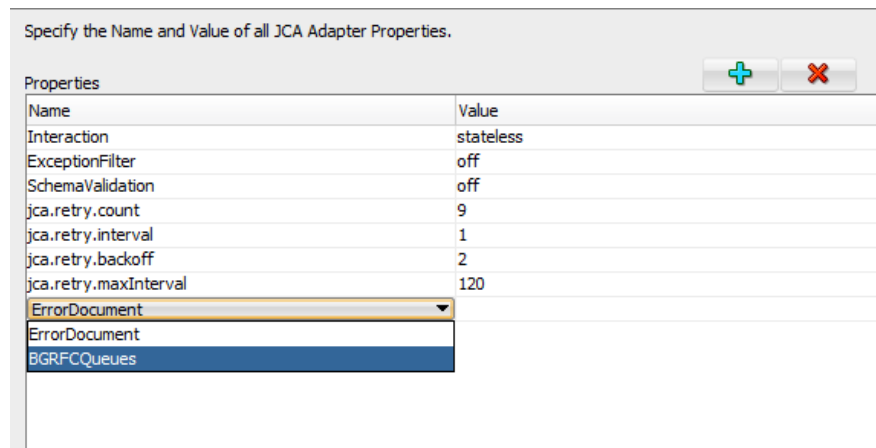 Specify the Name and Value of all JCA Adapter Properties.
Properties
Name Value
Interaction stateless
ExceptionFilter off
SchemaValidation off
jca.retry.count 9
jca.retry.interval 1
jca.retry.backoff 2
jca.retry.maxInterval 120
ErrorDocument
ErrorDocument
BGRFCQueues